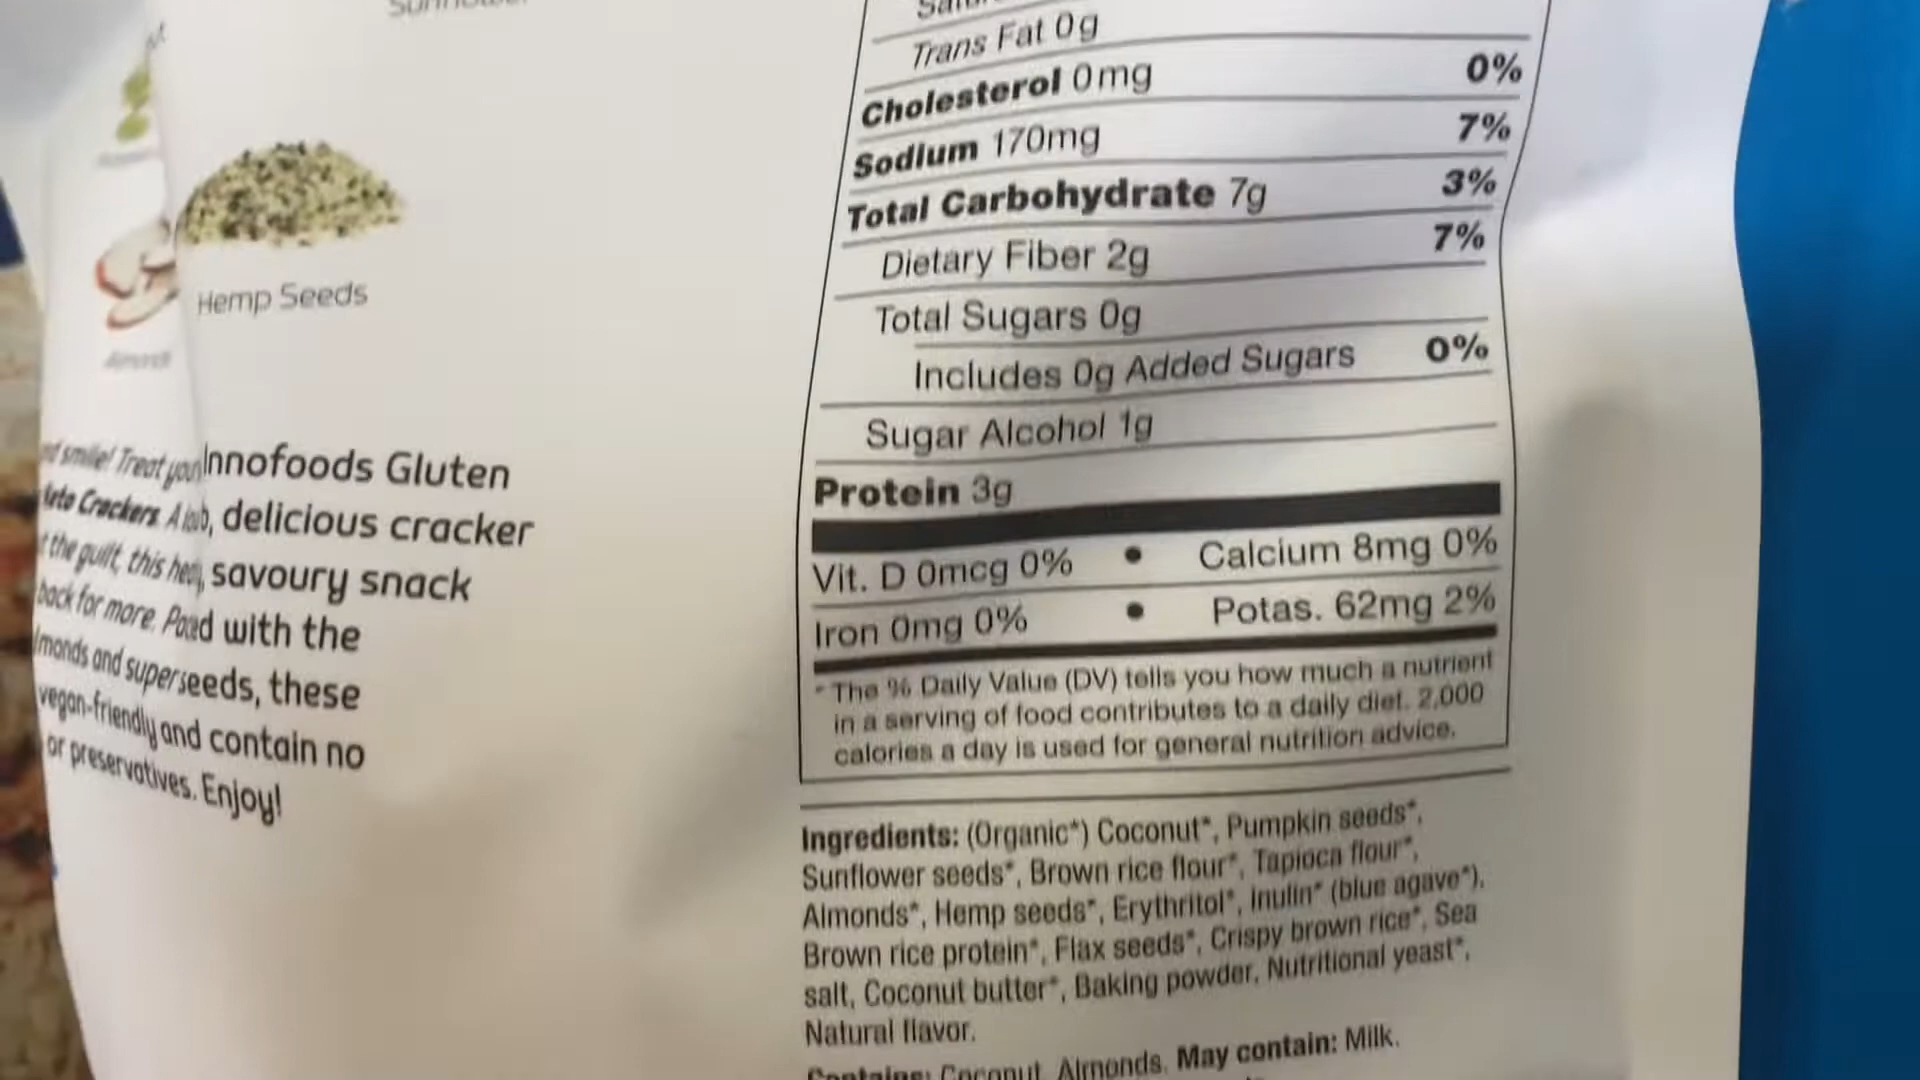 Trans Fat 0g
Cholesterol 0mg 0%
Sodium 170mg 7%
Total Carbohydrate 7g 3%
Dietary Fiber 2g 7%
Total Sugars 0g
Includes 0g Added Sugars 0%
Sugar Alcohol 1g
Protein 3g
Vit. D 0mcg 0% • Calcium 8mg 0%
Iron 0mg 0% • Potas. 62mg 2%
* The % Daily Value (DV) tells you how much a nutrient
in a serving of food contributes to a daily diet. 2,000
calories a day is used for general nutrition advice.
Ingredients: (Organic*) Coconut*, Pumpkin seeds*,
Sunflower seeds*, Brown rice flour*, Tapioca flour*,
Almonds*, Hemp seeds*, Erythritol*, Inulin* (blue agave*),
Brown rice protein*, Flax seeds*, Crispy brown rice*, Sea
salt, Coconut butter*, Baking powder, Nutritional yeast*,
Natural flavor.
Contains: Coconut, Almonds. May contain: Milk.
Hemp Seeds
Almonds
smile! Treat Innofoods Gluten
Keto Crackers. A delicious cracker
the guilt, this savoury snack
back for more. with the
and superseeds, these
vegan-friendly and contain no
or preservatives. Enjoy!